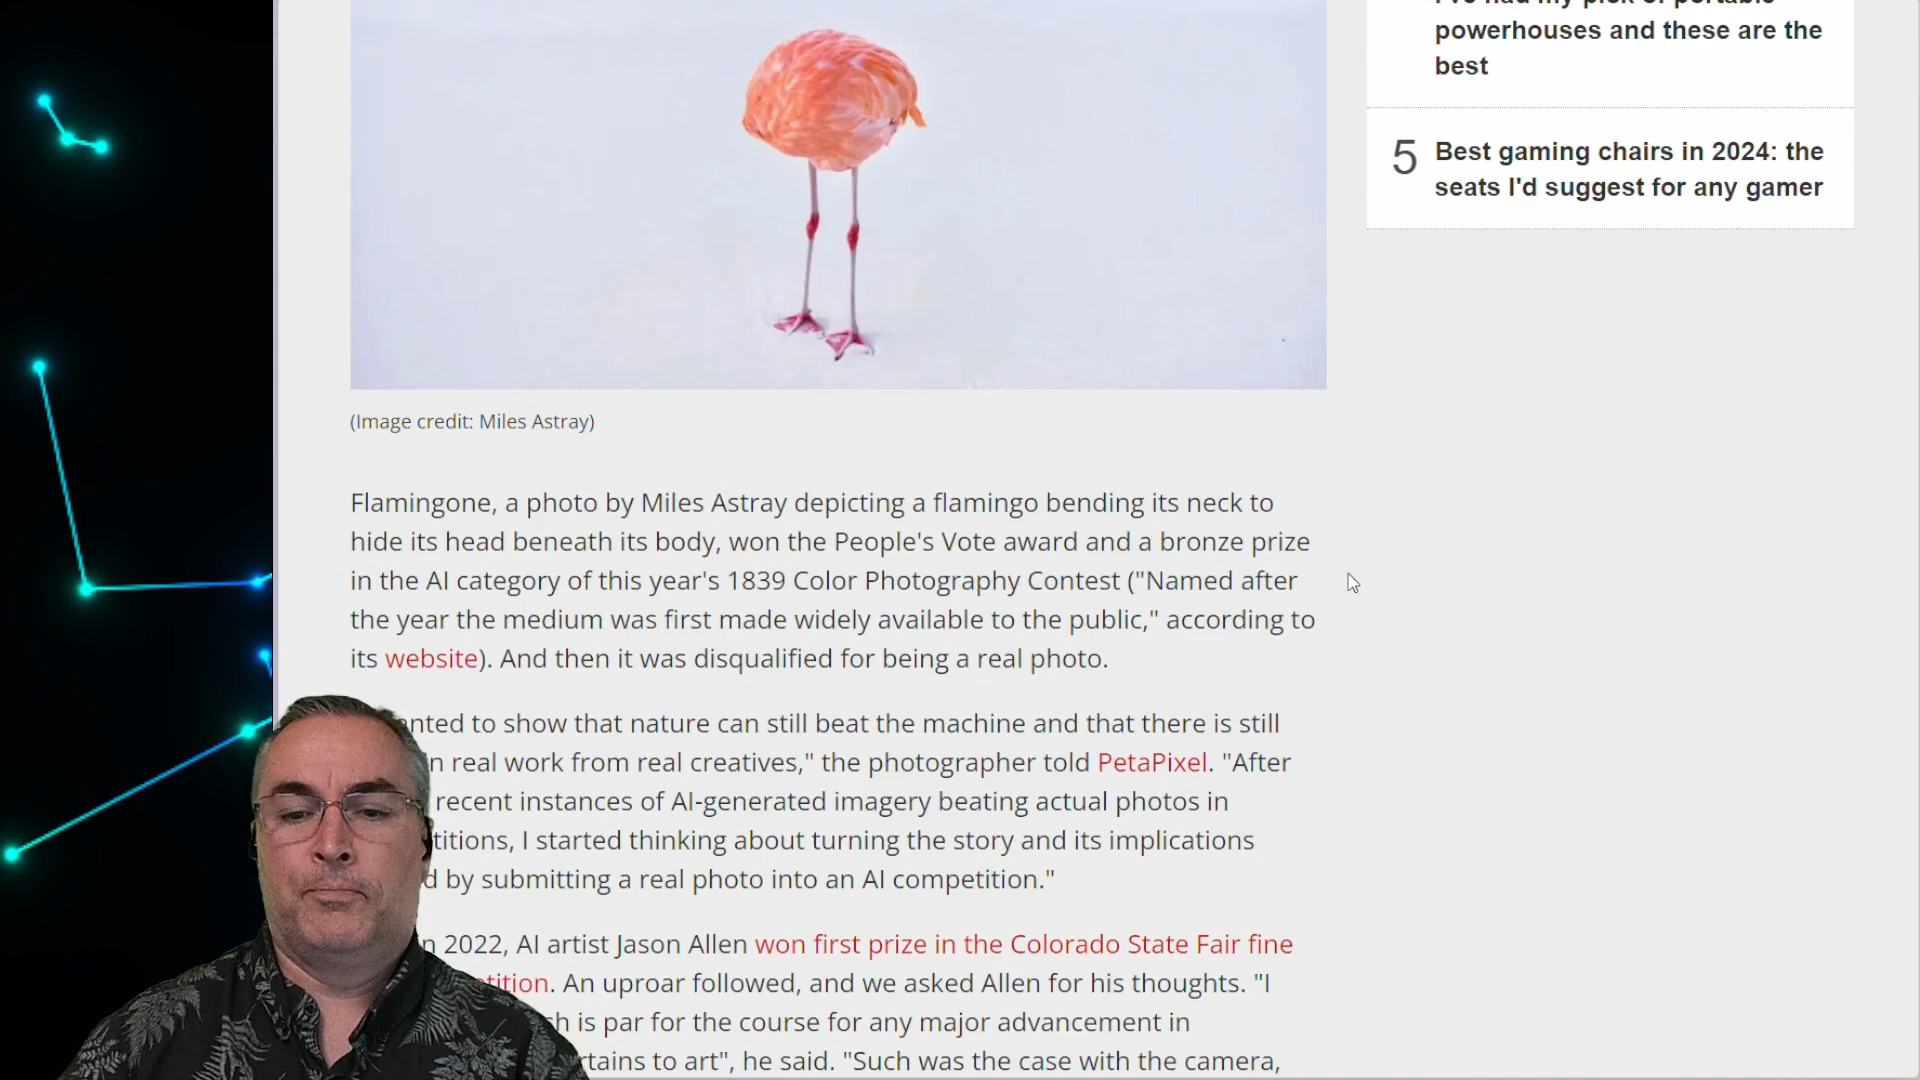 I've had my pick of portable
powerhouses and these are the
best
5
Best gaming chairs in 2024: the
seats I'd suggest for any gamer
(Image credit: Miles Astray)
Flamingone, a photo by Miles Astray depicting a flamingo bending its neck to
hide its head beneath its body, won the People's Vote award and a bronze prize
in the AI category of this year's 1839 Color Photography Contest ("Named after
the year the medium was first made widely available to the public," according to
its website). And then it was disqualified for being a real photo.
anted to show that nature can still beat the machine and that there is still
n real work from real creatives," the photographer told PetaPixel. "After
recent instances of AI-generated imagery beating actual photos in
titions, I started thinking about turning the story and its implications
d by submitting a real photo into an AI competition."
n 2022, AI artist Jason Allen won first prize in the Colorado State Fair fine
etition. An uproar followed, and we asked Allen for his thoughts. "I
h is par for the course for any major advancement in
rtains to art", he said. "Such was the case with the camera,